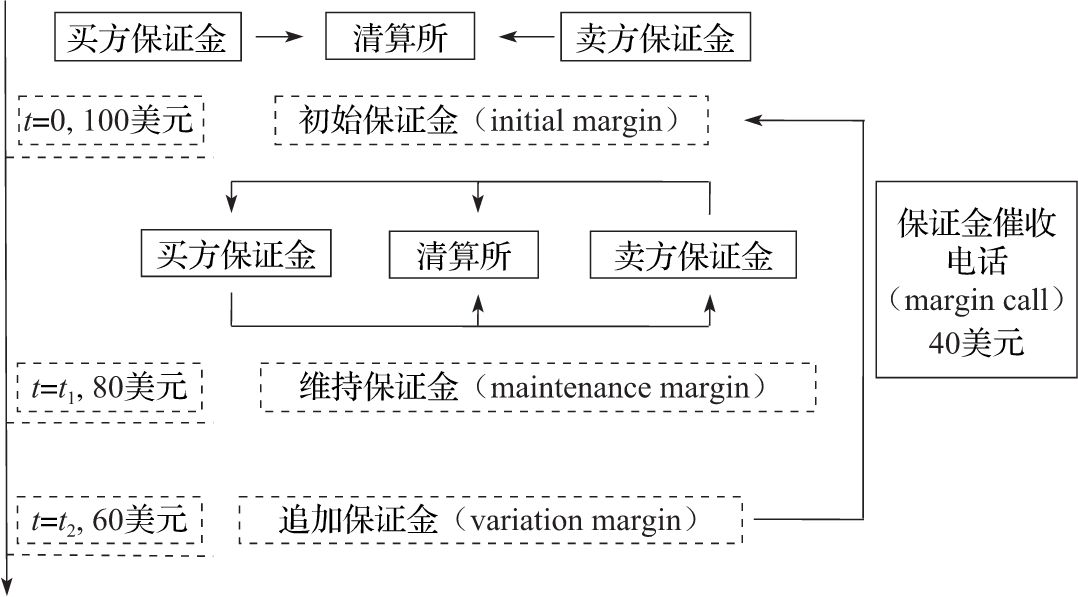 买方保证金
清算所
卖方保证金
t=0, 100美元
初始保证金（initial margin）
买方保证金
清算所
卖方保证金
保证金催收
电话
（margin call）
40美元
t=t₁, 80美元
维持保证金（maintenance margin）
t=t₂, 60美元
追加保证金（variation margin）